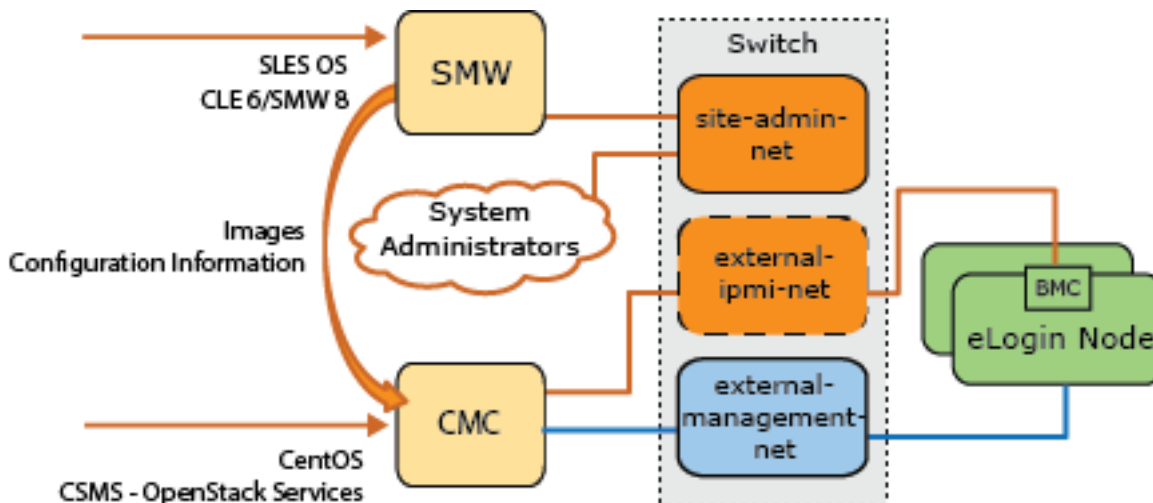 SLES OS
CLE 6/SMW 8
SMW
Switch
site-admin-
net
System
Administrators
Images
Configuration Information
external-
ipmi-net
BMC
eLogin Node
CMC
external-
management-
net
CentOS
CSMS - OpenStack Services